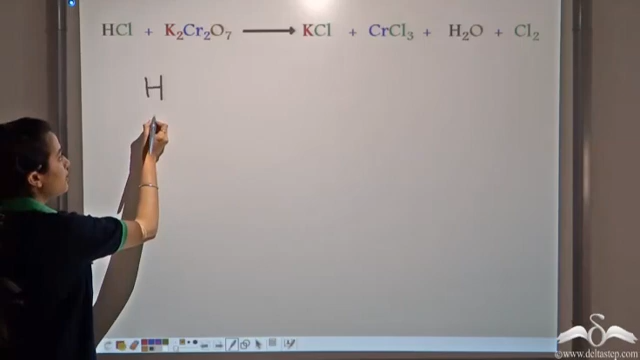 HCl + K₂Cr₂O₇ ⟶ KCl + CrCl₃ + H₂O + Cl₂
H
©www.deltastep.com